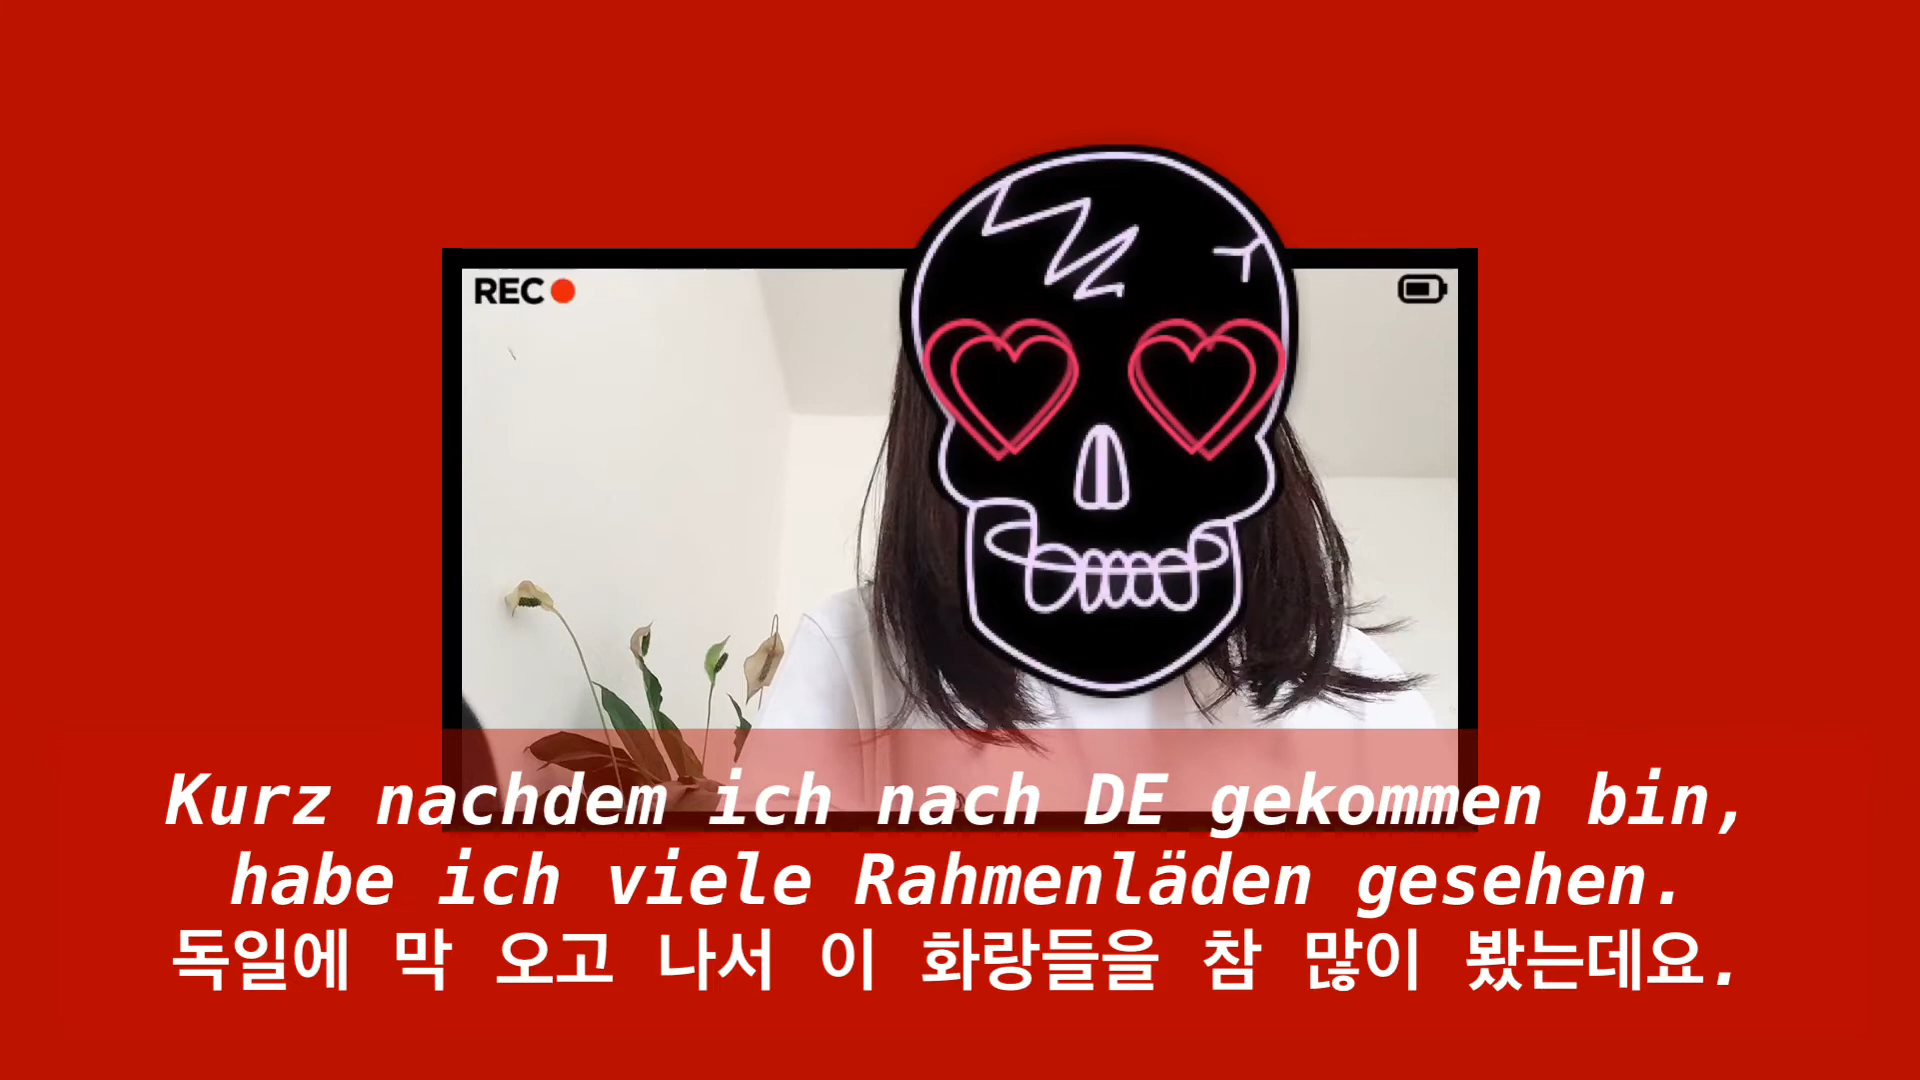 REC
Kurz nachdem ich nach DE gekommen bin,
habe ich viele Rahmenläden gesehen.
독일에 막 오고 나서 이 화랑들을 참 많이 봤는데요.